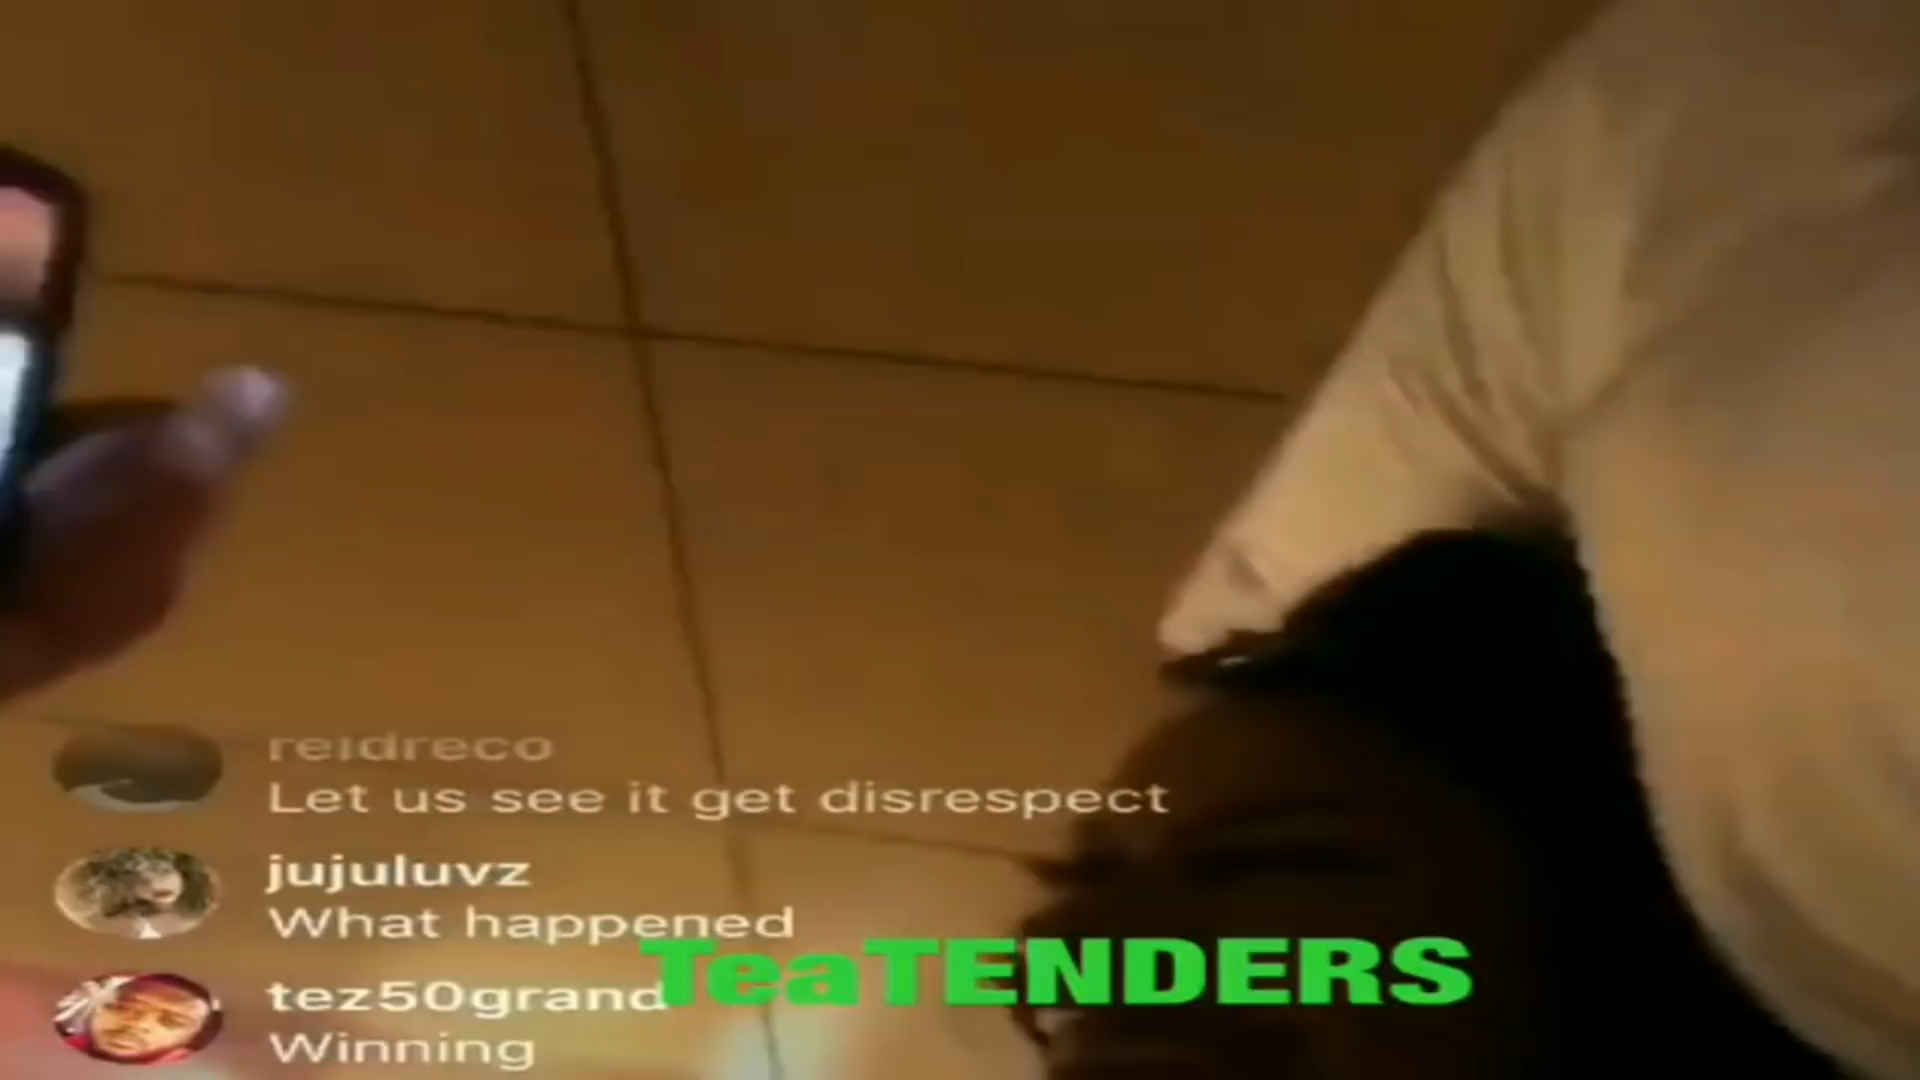 reidreco
Let us see it get disrespect
jujuluvz
What happened
TeaTENDERS
tez50grand
Winning